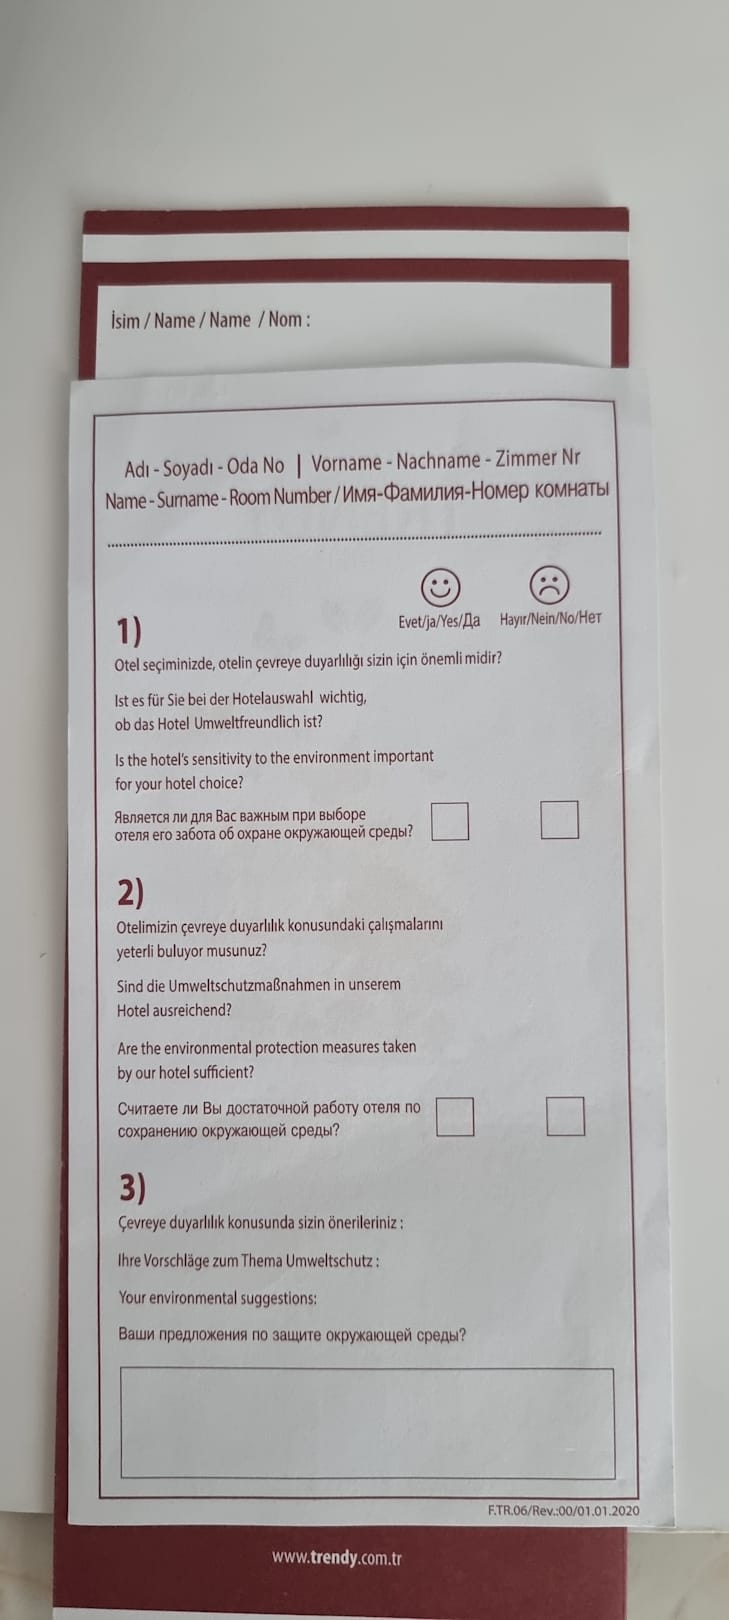 İsim / Name / Name / Nom :
Adı - Soyadı - Oda No | Vorname - Nachname - Zimmer Nr
Name - Surname - Room Number / Имя-Фамилия-Номер комнаты
Evet/ja/Yes/Да Hayır/Nein/No/Нет
1)
Otel seçiminizde, otelin çevreye duyarlılığı sizin için önemli midir?
Ist es für Sie bei der Hotelauswahl wichtig,
ob das Hotel Umweltfreundlich ist?
Is the hotel's sensitivity to the environment important
for your hotel choice?
Является ли для Вас важным при выборе
отеля его забота об охране окружающей среды?
2)
Otelimizin çevreye duyarlılık konusundaki çalışmalarını
yeterli buluyor musunuz?
Sind die Umweltschutzmaßnahmen in unserem
Hotel ausreichend?
Are the environmental protection measures taken
by our hotel sufficient?
Считаете ли Вы достаточной работу отеля по
сохранению окружающей среды?
3)
Çevreye duyarlılık konusunda sizin önerileriniz :
Ihre Vorschläge zum Thema Umweltschutz :
Your environmental suggestions:
Ваши предложения по защите окружающей среды?
F.TR.06/Rev.:00/01.01.2020
www.trendy.com.tr